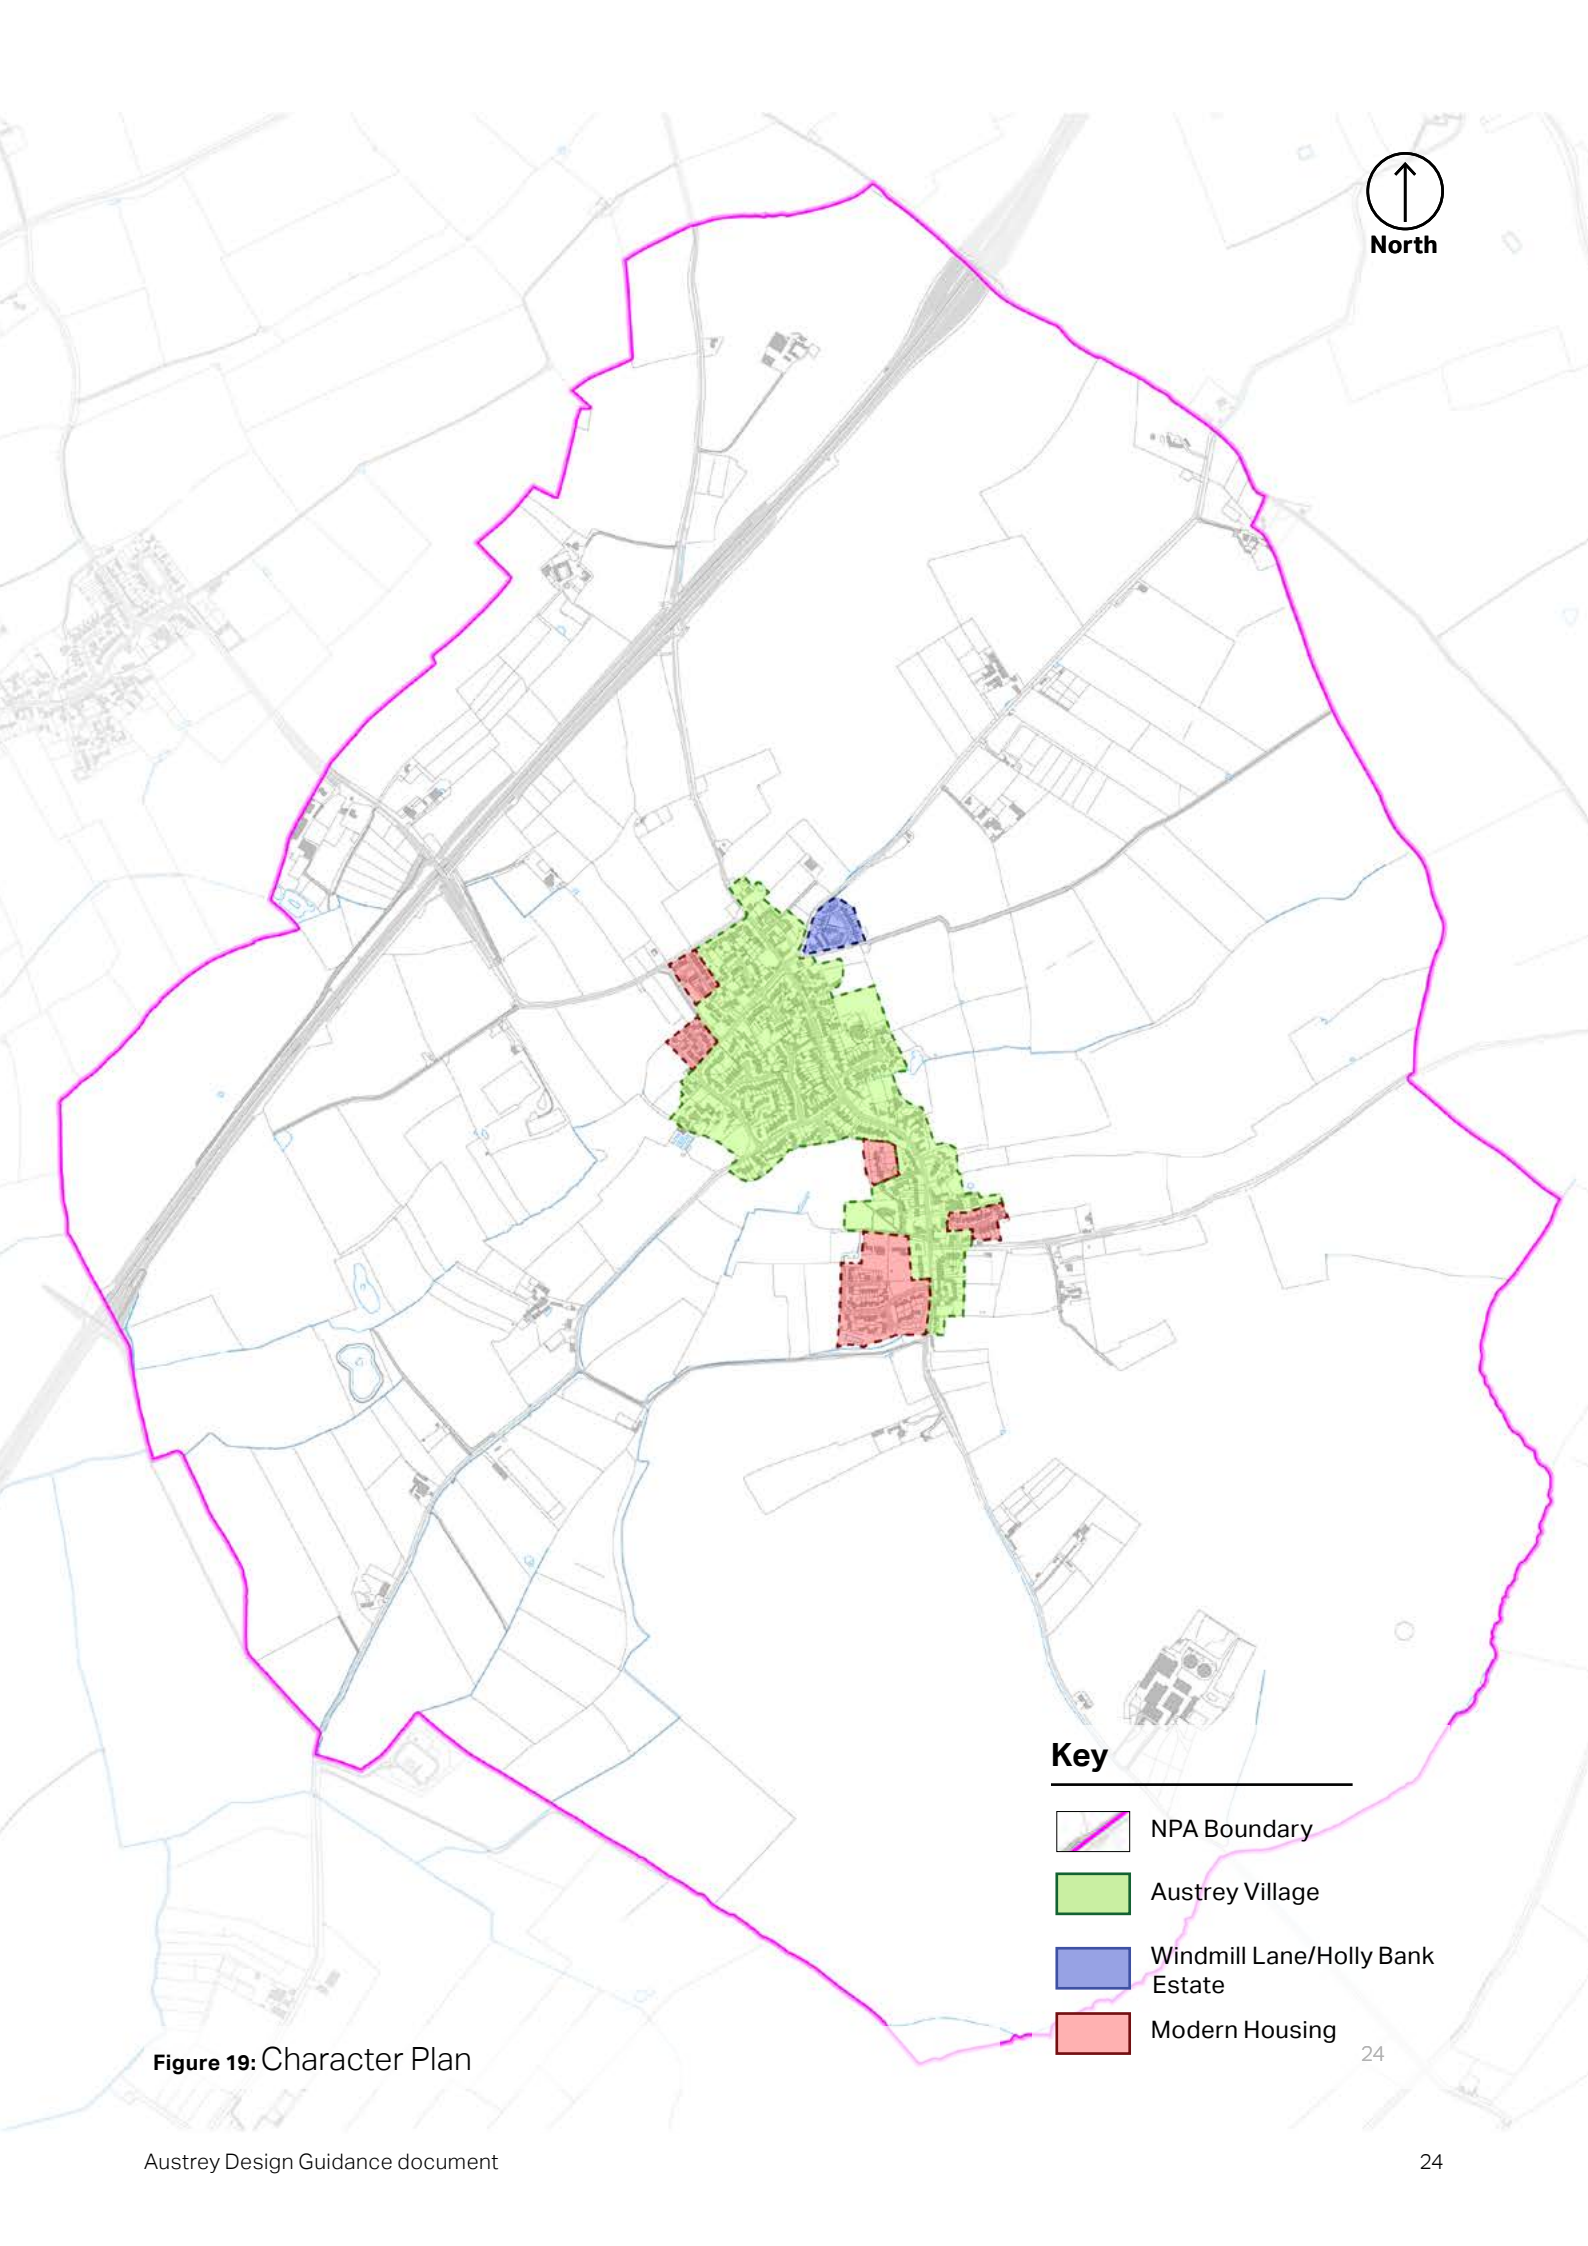 North
Key
NPA Boundary
Austrey Village
Windmill Lane/Holly Bank
Estate
Modern Housing
24
Figure 19: Character Plan
Austrey Design Guidance document
24